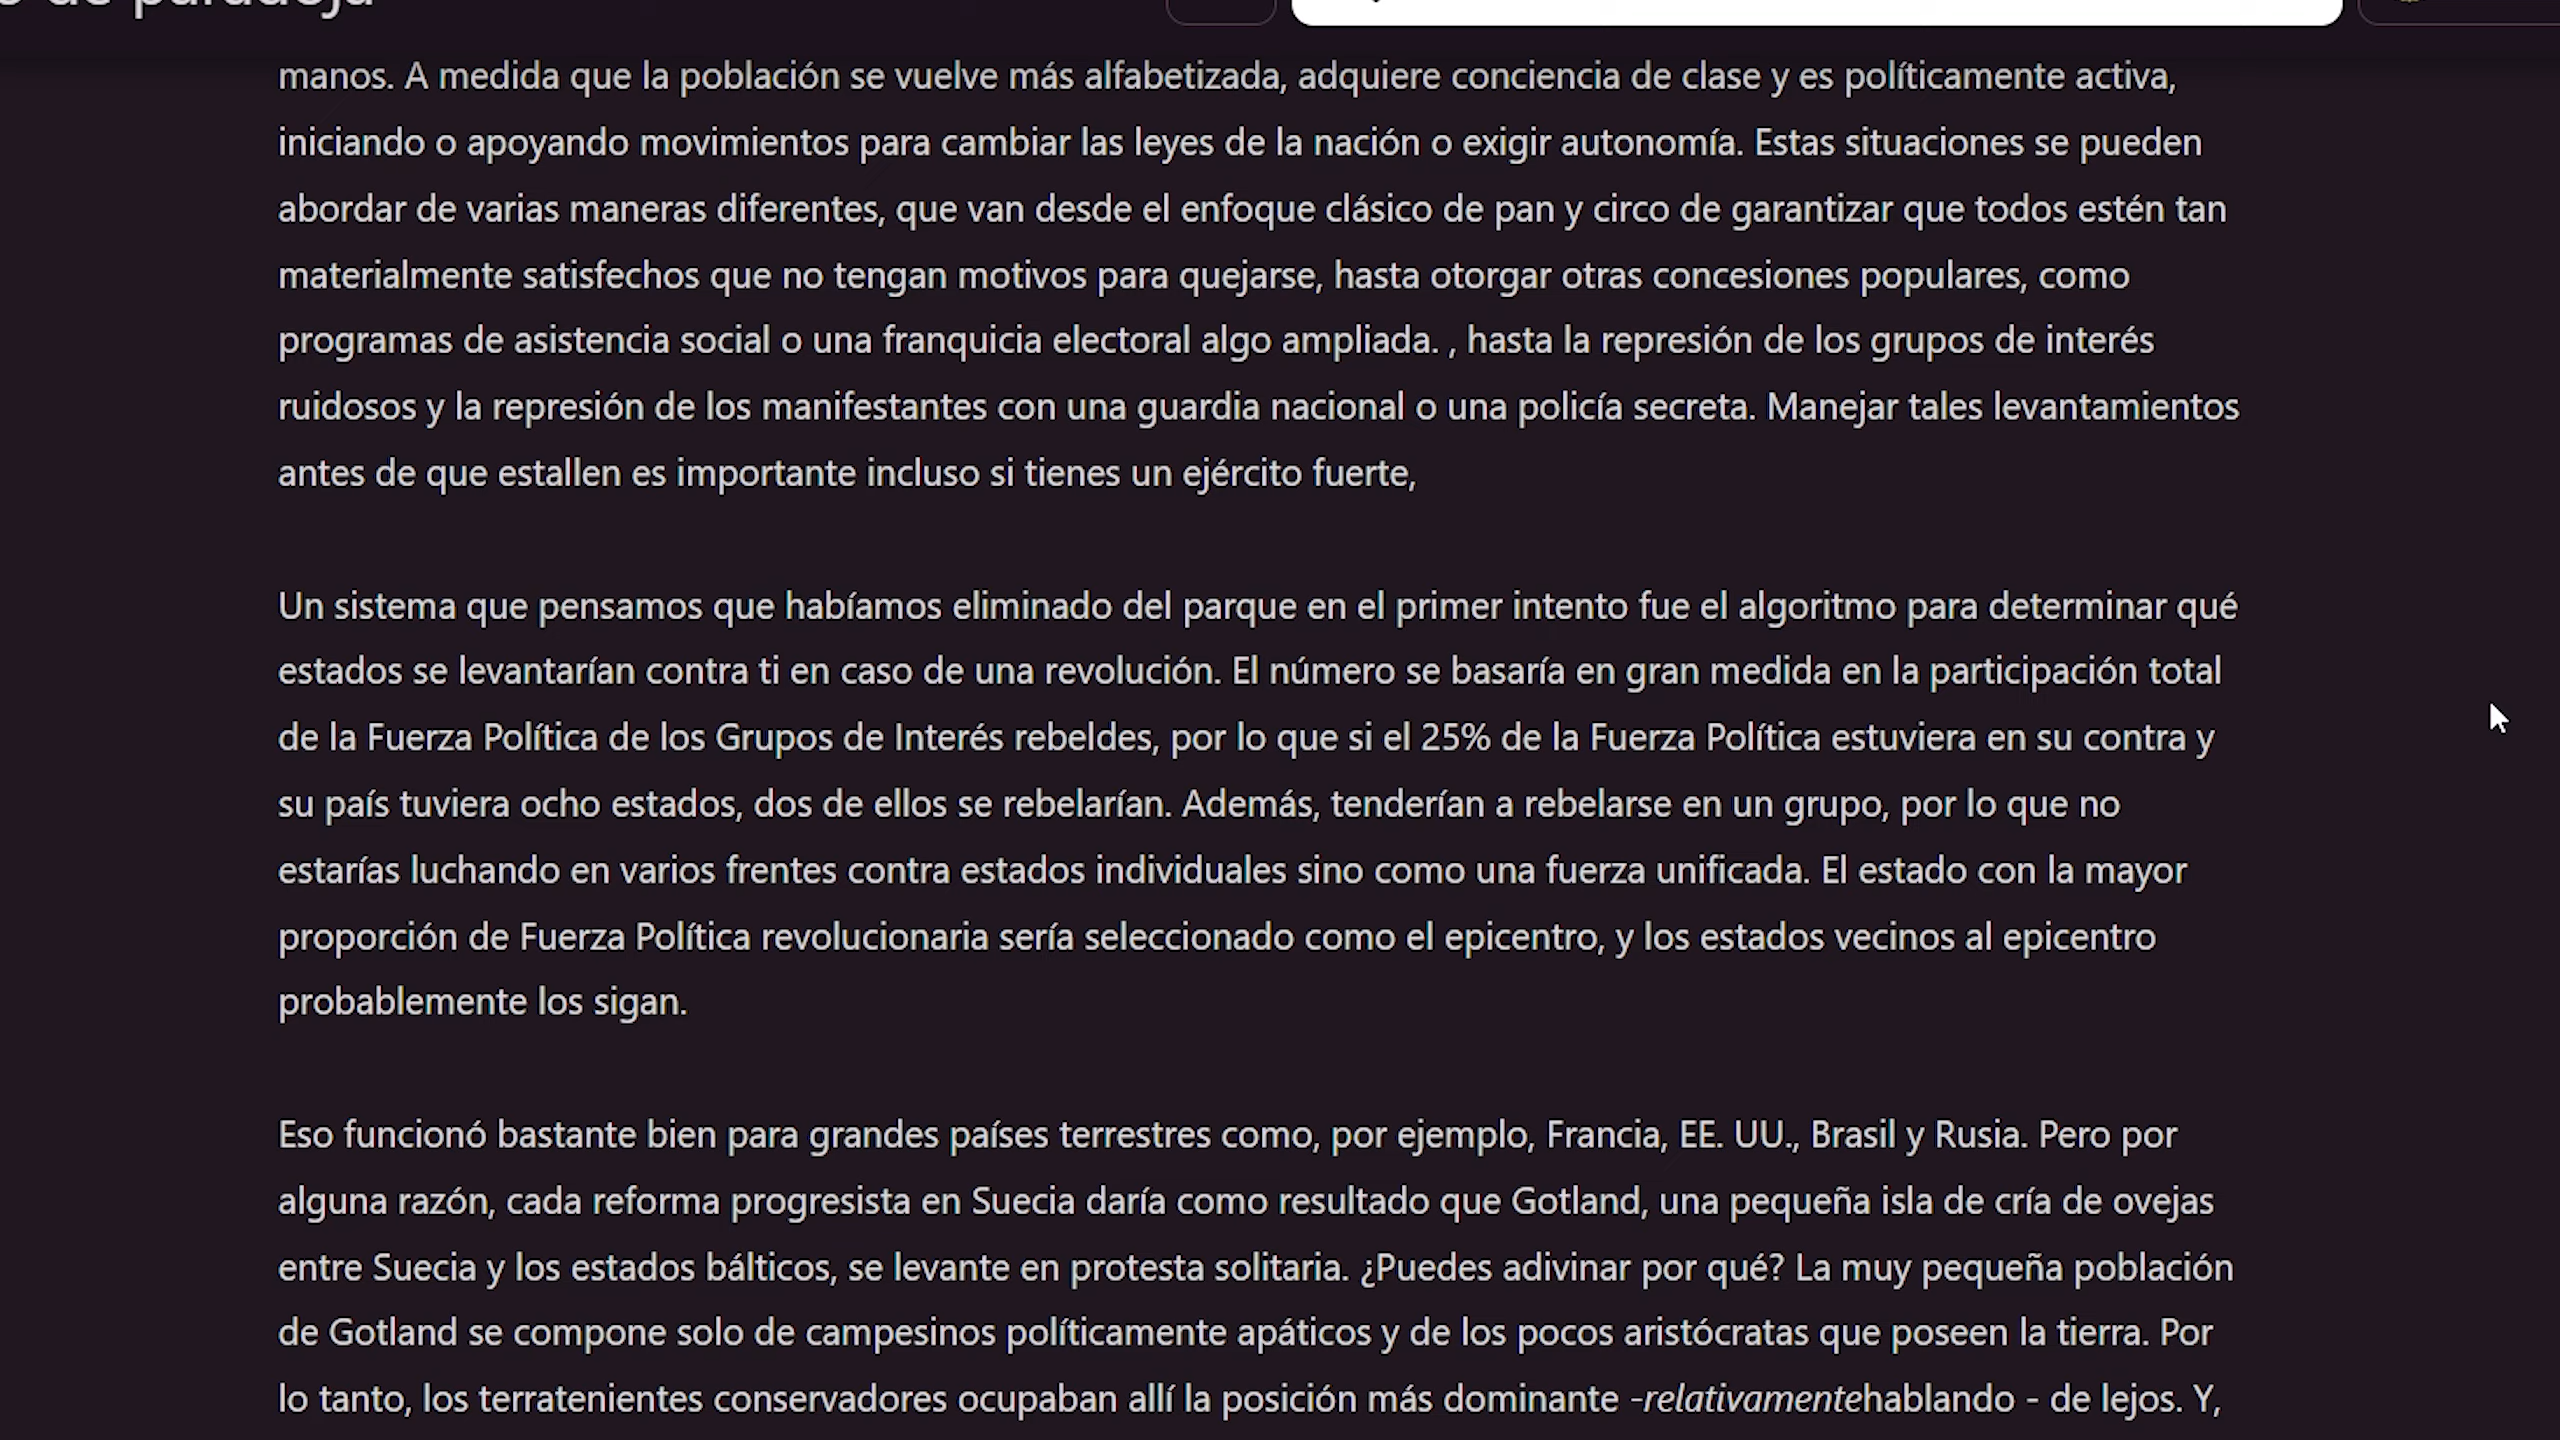 manos. A medida que la población se vuelve más alfabetizada, adquiere conciencia de clase y es políticamente activa,
iniciando o apoyando movimientos para cambiar las leyes de la nación o exigir autonomía. Estas situaciones se pueden
abordar de varias maneras diferentes, que van desde el enfoque clásico de pan y circo de garantizar que todos estén tan
materialmente satisfechos que no tengan motivos para quejarse, hasta otorgar otras concesiones populares, como
programas de asistencia social o una franquicia electoral algo ampliada. , hasta la represión de los grupos de interés
ruidosos y la represión de los manifestantes con una guardia nacional o una policía secreta. Manejar tales levantamientos
antes de que estallen es importante incluso si tienes un ejército fuerte,
Un sistema que pensamos que habíamos eliminado del parque en el primer intento fue el algoritmo para determinar qué
estados se levantarían contra ti en caso de una revolución. El número se basaría en gran medida en la participación total
de la Fuerza Política de los Grupos de Interés rebeldes, por lo que si el 25% de la Fuerza Política estuviera en su contra y
su país tuviera ocho estados, dos de ellos se rebelarían. Además, tenderían a rebelarse en un grupo, por lo que no
estarías luchando en varios frentes contra estados individuales sino como una fuerza unificada. El estado con la mayor
proporción de Fuerza Política revolucionaria sería seleccionado como el epicentro, y los estados vecinos al epicentro
probablemente los sigan.
Eso funcionó bastante bien para grandes países terrestres como, por ejemplo, Francia, EE. UU., Brasil y Rusia. Pero por
alguna razón, cada reforma progresista en Suecia daría como resultado que Gotland, una pequeña isla de cría de ovejas
entre Suecia y los estados bálticos, se levante en protesta solitaria. ¿Puedes adivinar por qué? La muy pequeña población
de Gotland se compone solo de campesinos políticamente apáticos y de los pocos aristócratas que poseen la tierra. Por
lo tanto, los terratenientes conservadores ocupaban allí la posición más dominante -relativamentehablando - de lejos. Y,